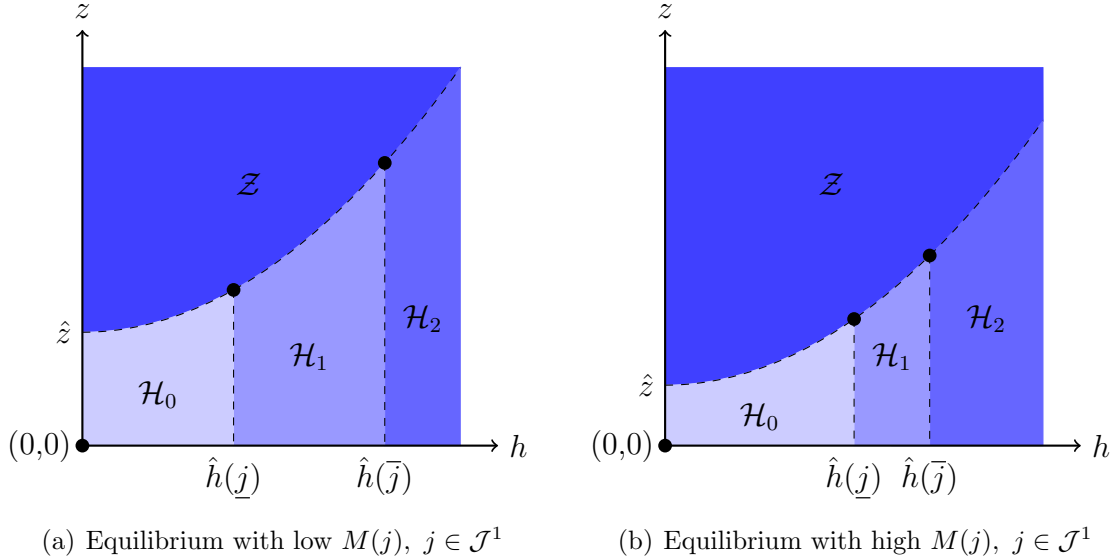 z
𝒵
ẑ
ℋ₀
ℋ₁
ℋ₂
(0,0)
h
ĥ(j̲)
ĥ(j̅)
(a) Equilibrium with low M(j), j ∈ 𝒥¹
z
𝒵
ẑ
ℋ₀
ℋ₁
ℋ₂
(0,0)
h
ĥ(j̲)
ĥ(j̅)
(b) Equilibrium with high M(j), j ∈ 𝒥¹